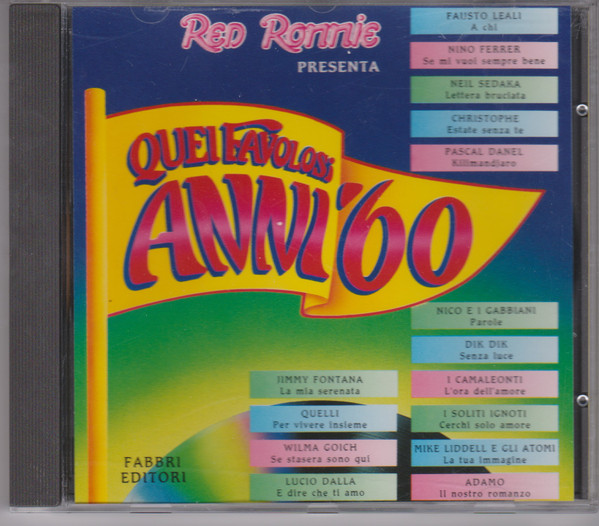 Red Ronnie
PRESENTA
QUEI FAVOLOSI
ANNI '60
FAUSTO LEALI
A chi
NINO FERRER
Se mi vuoi sempre bene
NEIL SEDAKA
Lettera bruciata
CHRISTOPHE
Estate senza te
PASCAL DANEL
Kilimandjaro
NICO E I GABBIANI
Parole
DIK DIK
Senza luce
I CAMALEONTI
L'ora dell'amore
I SOLITI IGNOTI
Cerchi solo amore
MIKE LIDDELL E GLI ATOMI
La tua immagine
ADAMO
Il nostro romanzo
JIMMY FONTANA
La mia serenata
QUELLI
Per vivere insieme
WILMA GOICH
Se stasera sono qui
LUCIO DALLA
E dire che ti amo
FABBRI
EDITORI